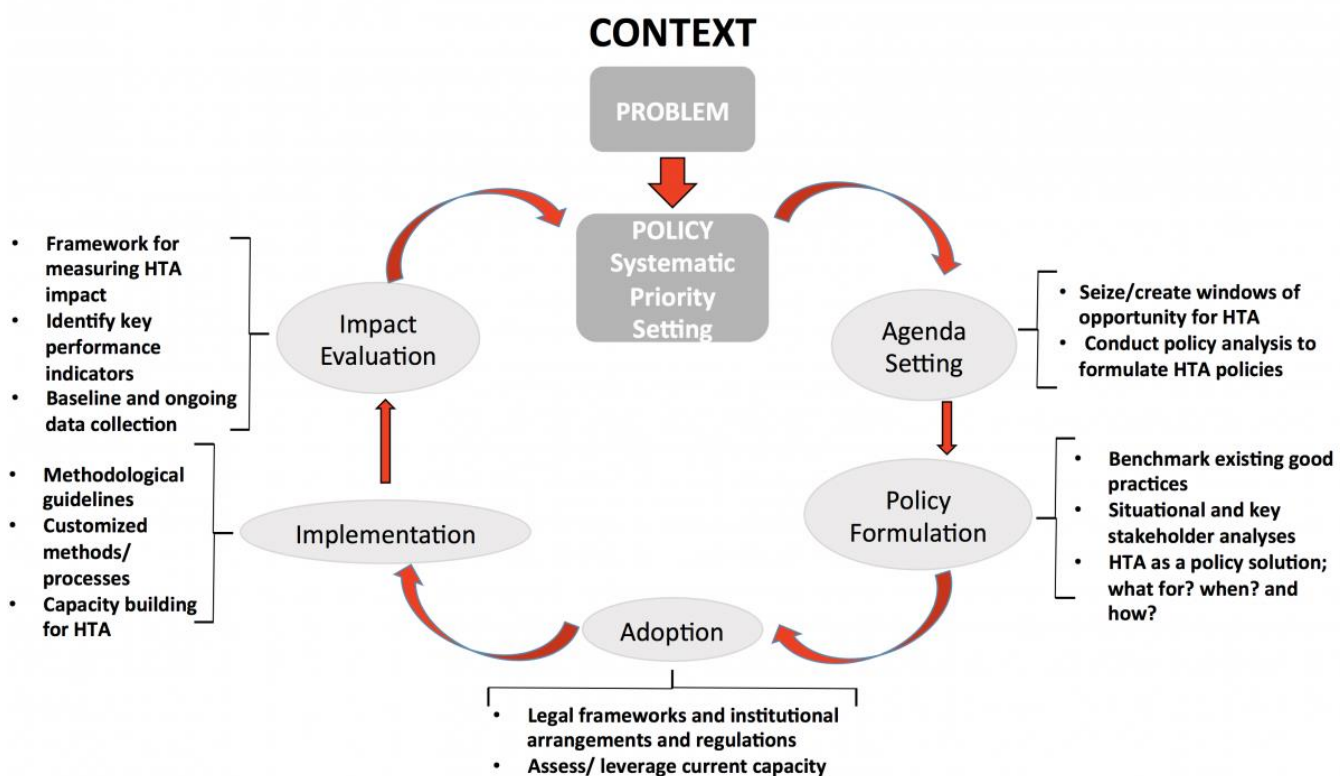 CONTEXT
PROBLEM
POLICY
Systematic
Priority
Setting
Agenda
Setting
• Seize/create windows of
opportunity for HTA
• Conduct policy analysis to
formulate HTA policies
Policy
Formulation
• Benchmark existing good
practices
• Situational and key
stakeholder analyses
• HTA as a policy solution;
what for? when? and
how?
Adoption
• Legal frameworks and institutional
arrangements and regulations
• Assess/ leverage current capacity
Implementation
• Methodological
guidelines
• Customized
methods/
processes
• Capacity building
for HTA
Impact
Evaluation
• Framework for
measuring HTA
impact
• Identify key
performance
indicators
• Baseline and ongoing
data collection